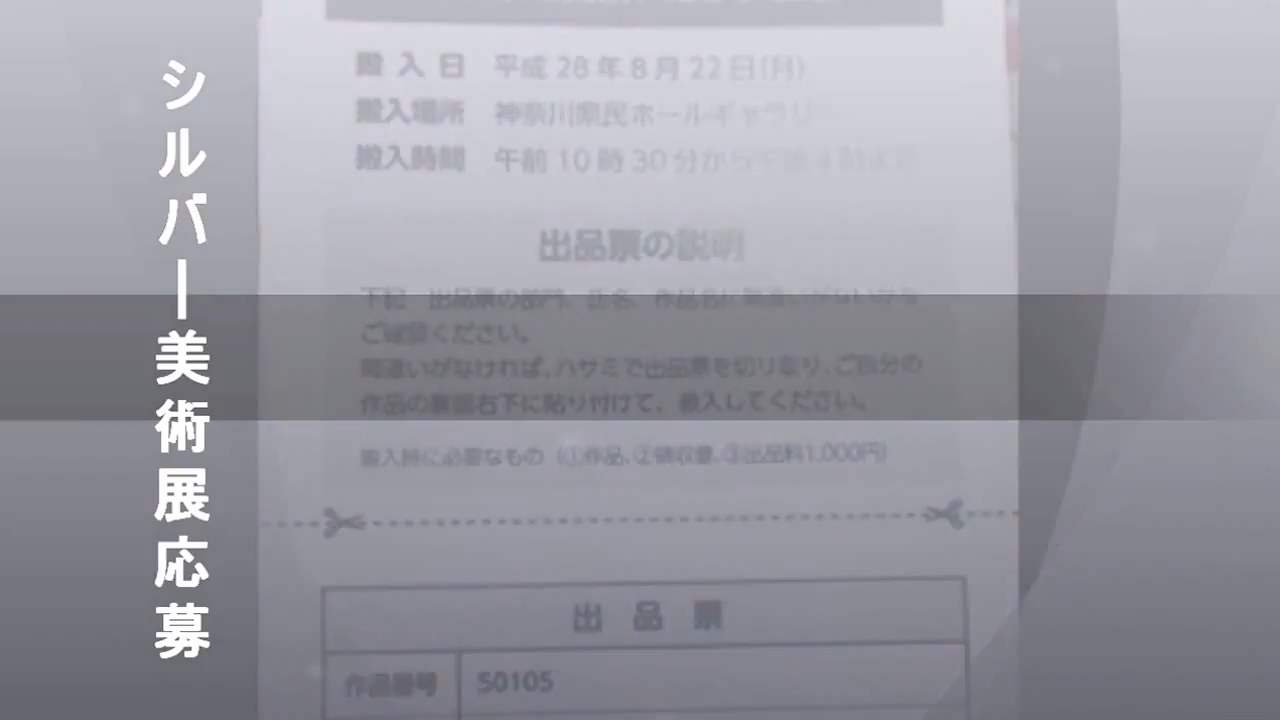 シルバー美術展応募
搬入日 平成28年8月22日(月)
搬入場所 神奈川県民ホールギャラリー
搬入時間 午前10時30分から
出品票の説明
下記 出品票の部門、氏名、作品名に間違いがないかを
ご確認ください。
間違いがなければ、ハサミで出品票を切り取り、ご自分の
作品の裏面右下に貼り付けて、搬入してください。
搬入時に必要なもの (①作品、②領収書、③出品料1,000円)
出品票
作品番号 50105